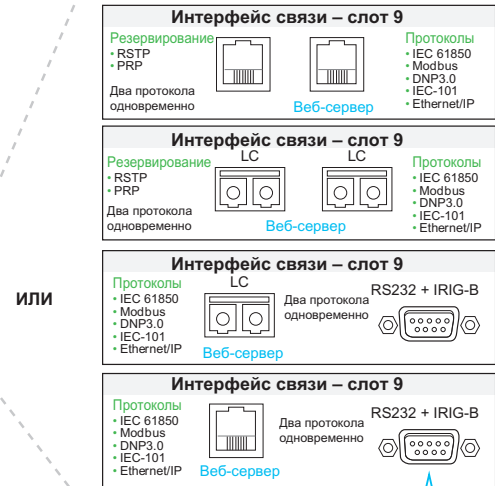 Интерфейс связи – слот 9
Резервирование
• RSTP
• PRP
Два протокола
одновременно
Веб-сервер
Протоколы
• IEC 61850
• Modbus
• DNP3.0
• IEC-101
• Ethernet/IP
Интерфейс связи – слот 9
Резервирование
• RSTP
• PRP
Два протокола
одновременно
LC
LC
Веб-сервер
Протоколы
• IEC 61850
• Modbus
• DNP3.0
• IEC-101
• Ethernet/IP
или
Интерфейс связи – слот 9
Протоколы
• IEC 61850
• Modbus
• DNP3.0
• IEC-101
• Ethernet/IP
LC
Веб-сервер
Два протокола
одновременно
RS232 + IRIG-B
Интерфейс связи – слот 9
Протоколы
• IEC 61850
• Modbus
• DNP3.0
• IEC-101
• Ethernet/IP
Веб-сервер
Два протокола
одновременно
RS232 + IRIG-B